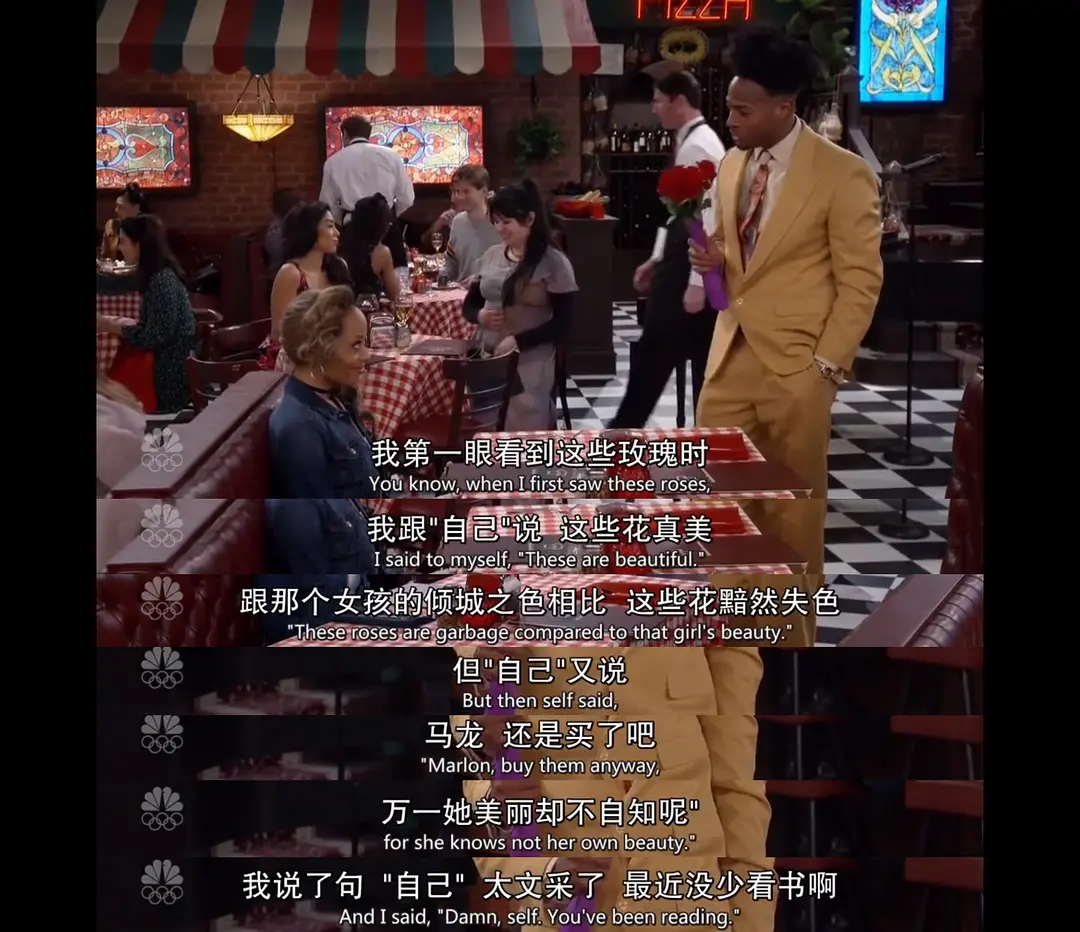 PIZZA
我第一眼看到这些玫瑰时
You know, when I first saw these roses,
我跟"自己"说 这些花真美
I said to myself, "These are beautiful."
跟那个女孩的倾城之色相比 这些花黯然失色
"These roses are garbage compared to that girl's beauty."
但"自己"又说
But then self said,
马龙 还是买了吧
"Marlon, buy them anyway,
万一她美丽却不自知呢"
for she knows not her own beauty."
我说了句 "自己" 太文采了 最近没少看书啊
And I said, "Damn, self. You've been reading."